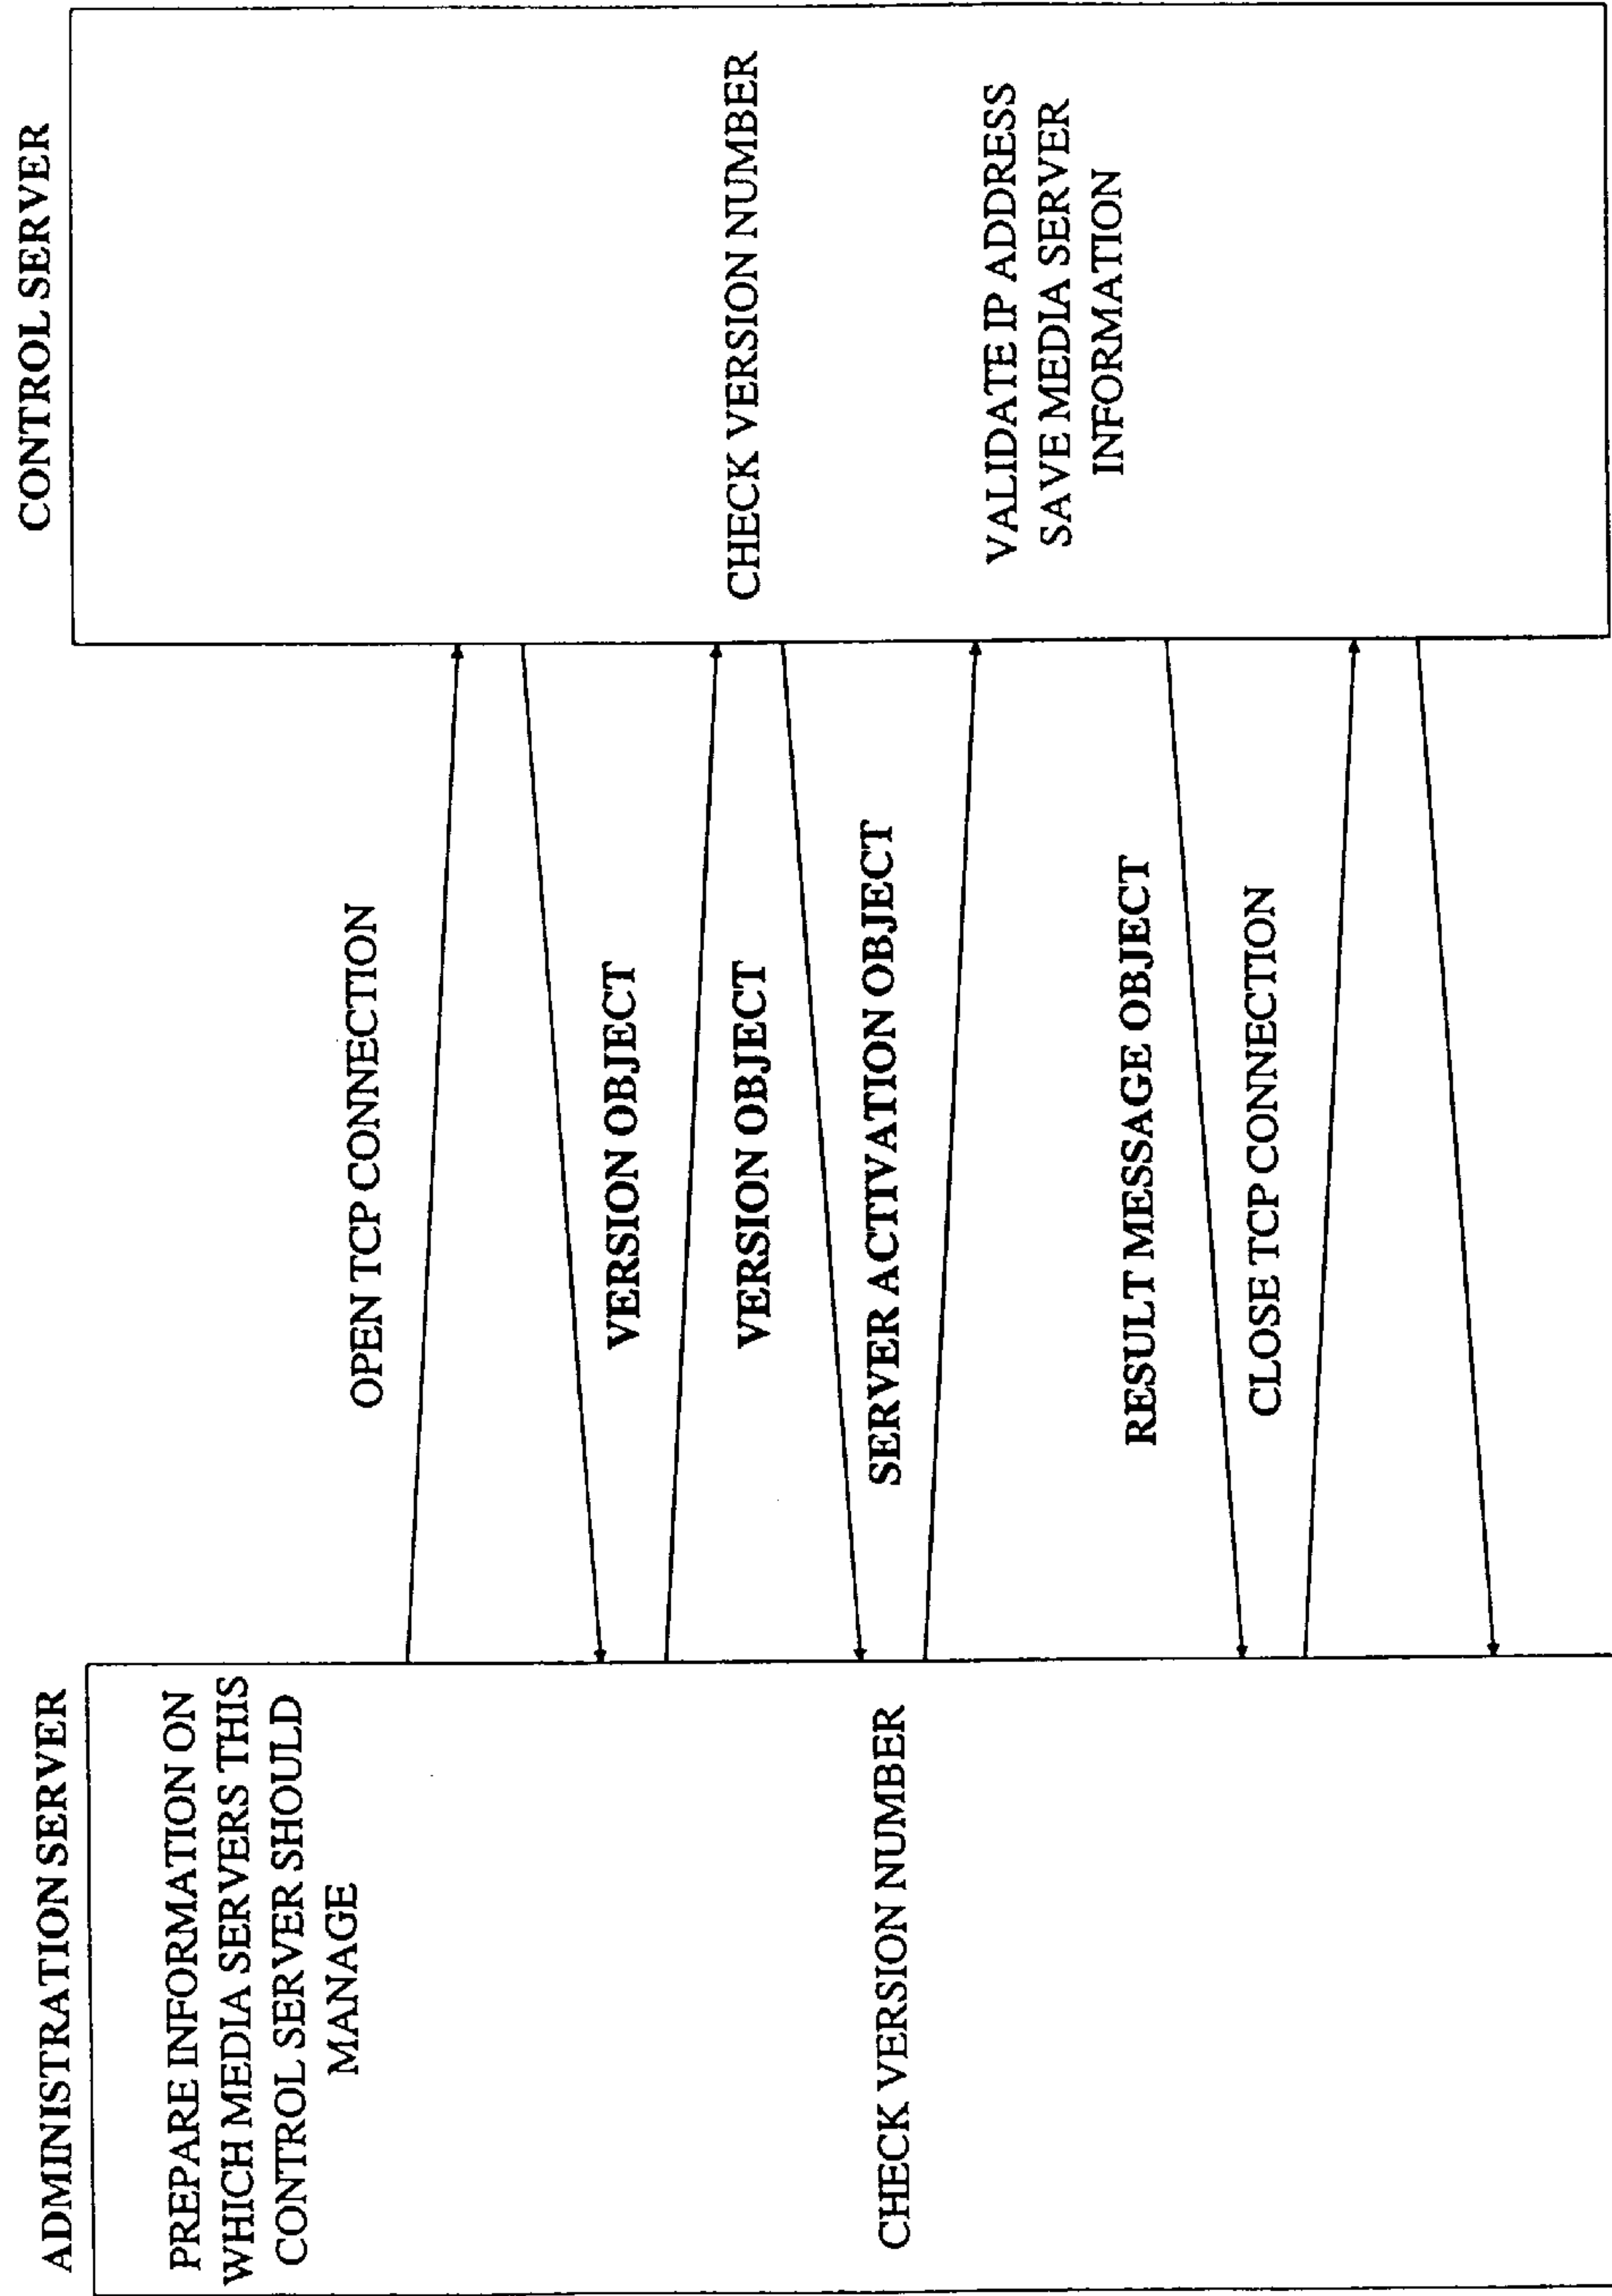 ADMINISTRATION SERVER
CONTROL SERVER
PREPARE INFORMATION ON
WHICH MEDIA SERVERS THIS
CONTROL SERVER SHOULD
MANAGE
OPEN TCP CONNECTION
VERSION OBJECT
VERSION OBJECT
CHECK VERSION NUMBER
CHECK VERSION NUMBER
SERVER ACTIVATION OBJECT
VALIDATE IP ADDRESS
SAVE MEDIA SERVER
INFORMATION
RESULT MESSAGE OBJECT
CLOSE TCP CONNECTION